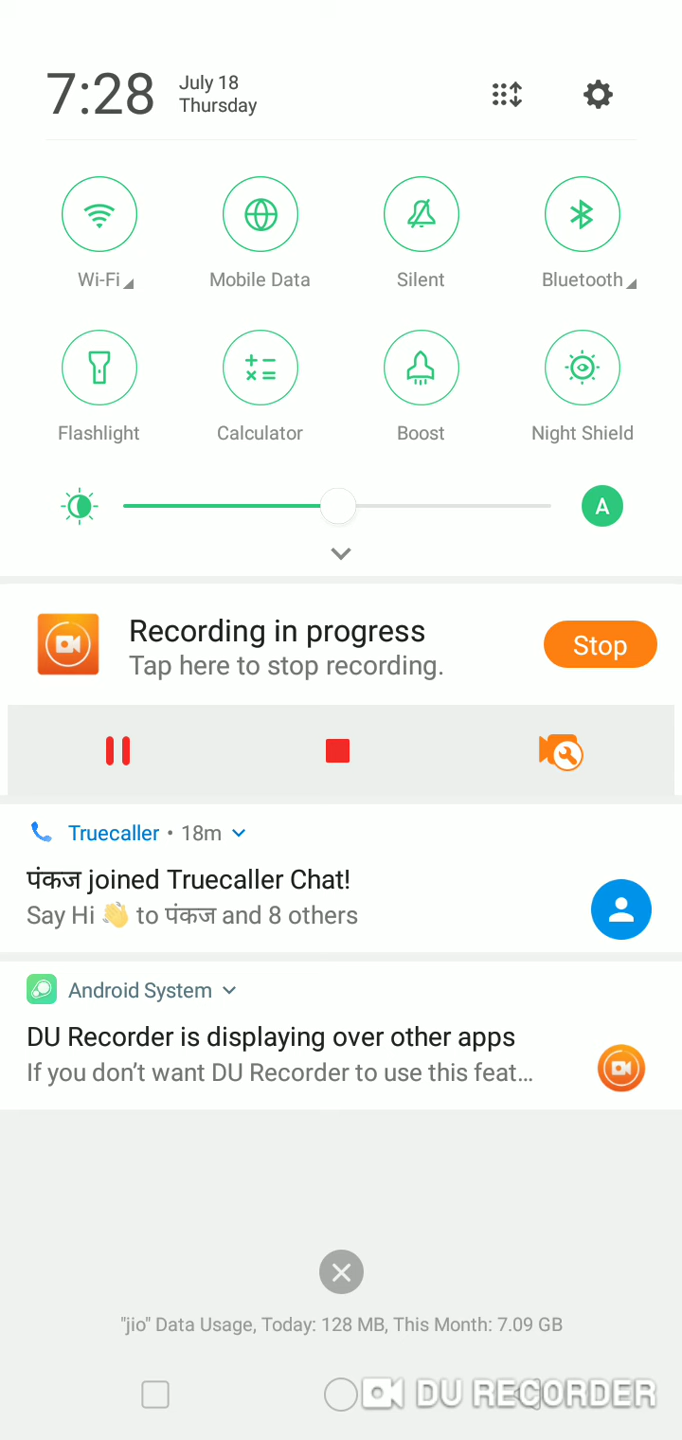 7:28
July 18
Thursday
Wi-Fi
Mobile Data
Silent
Bluetooth
Flashlight
Calculator
Boost
Night Shield
A
Recording in progress
Tap here to stop recording.
Stop
Truecaller • 18m
पंकज joined Truecaller Chat!
Say Hi 👋 to पंकज and 8 others
Android System
DU Recorder is displaying over other apps
If you don’t want DU Recorder to use this feat...
"jio" Data Usage, Today: 128 MB, This Month: 7.09 GB
DU RECORDER